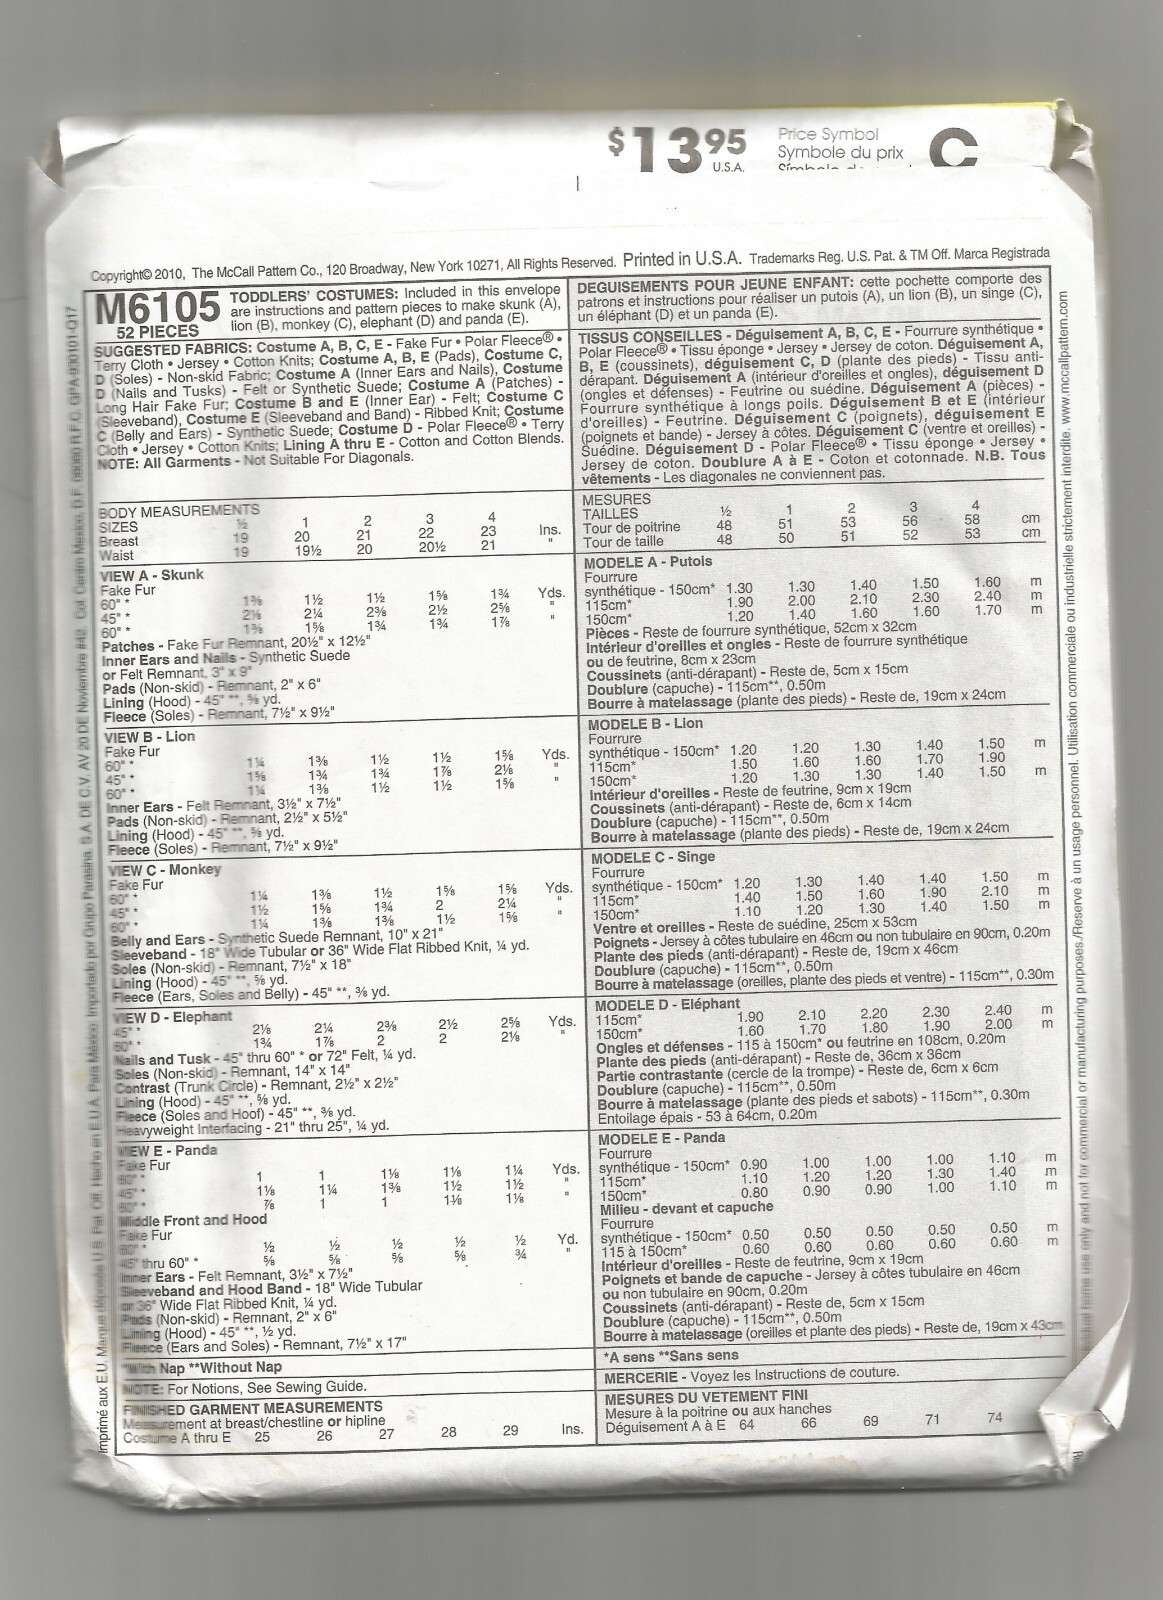 $13.95 U.S.A.
Price Symbol
Symbole du prix
C
Copyright© 2010, The McCall Pattern Co., 120 Broadway, New York 10271, All Rights Reserved. Printed in U.S.A. Trademarks Reg. U.S. Pat. & TM Off. Marca Registrada
M6105
52 PIECES
TODDLERS' COSTUMES: Included in this envelope
are instructions and pattern pieces to make skunk (A),
lion (B), monkey (C), elephant (D) and panda (E).
SUGGESTED FABRICS: Costume A, B, C, E - Fake Fur • Polar Fleece® •
Terry Cloth • Jersey • Cotton Knits; Costume A, B, E (Pads), Costume C,
D (Soles) - Non-skid Fabric; Costume A (Inner Ears and Nails), Costume
D (Nails and Tusks) - Felt or Synthetic Suede; Costume A (Patches) -
Long Hair Fake Fur; Costume B and E (Inner Ear) - Felt; Costume C
(Sleeveband), Costume E (Sleeveband and Band) - Ribbed Knit; Costume
C (Belly and Ears) - Synthetic Suede; Costume D - Polar Fleece® • Terry
Cloth • Jersey • Cotton Knits; Lining A thru E - Cotton and Cotton Blends.
NOTE: All Garments - Not Suitable For Diagonals.
BODY MEASUREMENTS
SIZES ½ 1 2 3 4
Breast 19 20 21 22 23 Ins.
Waist 19 19½ 20 20½ 21 "
VIEW A - Skunk
Fake Fur
60" * 1⅜ 1½ 1½ 1⅝ 1¾ Yds.
45" * 2⅛ 2¼ 2⅜ 2½ 2⅝ "
60" * 1⅜ 1⅝ 1¾ 1¾ 1⅞ "
Patches - Fake Fur Remnant, 20½" x 12½"
Inner Ears and Nails - Synthetic Suede
or Felt Remnant, 3" x 9"
Pads (Non-skid) - Remnant, 2" x 6"
Lining (Hood) - 45" **, ⅝ yd.
Fleece (Soles) - Remnant, 7½" x 9½"
VIEW B - Lion
Fake Fur
60" * 1¼ 1⅜ 1½ 1½ 1⅝ Yds.
45" * 1⅝ 1¾ 1¾ 1⅞ 2⅛ "
60" * 1¼ 1⅜ 1½ 1½ 1⅝ "
Inner Ears - Felt Remnant, 3½" x 7½"
Pads (Non-skid) - Remnant, 2½" x 5½"
Lining (Hood) - 45" **, ⅝ yd.
Fleece (Soles) - Remnant, 7½" x 9½"
VIEW C - Monkey
Fake Fur
60" * 1¼ 1⅜ 1½ 1⅝ 1⅝ Yds.
45" * 1½ 1⅝ 1¾ 2 2¼ "
60" * 1¼ 1⅜ 1⅜ 1½ 1⅝ "
Belly and Ears - Synthetic Suede Remnant, 10" x 21"
Sleeveband - 18" Wide Tubular or 36" Wide Flat Ribbed Knit, ¼ yd.
Soles (Non-skid) - Remnant, 7½" x 18"
Lining (Hood) - 45" **, ⅝ yd.
Fleece (Ears, Soles and Belly) - 45" **, ⅜ yd.
VIEW D - Elephant
45" * 2⅛ 2¼ 2⅜ 2½ 2⅝ Yds.
60" * 1¾ 1⅞ 2 2 2⅛ "
Nails and Tusk - 45" thru 60" * or 72" Felt, ¼ yd.
Soles (Non-skid) - Remnant, 14" x 14"
Contrast (Trunk Circle) - Remnant, 2½" x 2½"
Lining (Hood) - 45" **, ⅝ yd.
Fleece (Soles and Hoof) - 45" **, ⅜ yd.
Heavyweight Interfacing - 21" thru 25", ¼ yd.
VIEW E - Panda
Fake Fur
60" * 1 1 1⅛ 1⅛ 1¼ Yds.
45" * 1⅛ 1¼ 1⅜ 1½ 1½ "
60" * ⅞ 1 1 1⅛ 1⅛ "
Middle Front and Hood
Fake Fur
60" * ½ ½ ½ ½ ½ Yd.
45" thru 60" * ⅝ ⅝ ⅝ ⅝ ¾ "
Inner Ears - Felt Remnant, 3½" x 7½"
Sleeveband and Hood Band - 18" Wide Tubular
or 36" Wide Flat Ribbed Knit, ¼ yd.
Pads (Non-skid) - Remnant, 2" x 6"
Lining (Hood) - 45" **, ½ yd.
Fleece (Ears and Soles) - Remnant, 7½" x 17"
*With Nap **Without Nap
NOTE: For Notions, See Sewing Guide.
FINISHED GARMENT MEASUREMENTS
Measurement at breast/chestline or hipline
Costume A thru E 25 26 27 28 29 Ins.
DEGUISEMENTS POUR JEUNE ENFANT: cette pochette comporte des
patrons et instructions pour réaliser un putois (A), un lion (B), un singe (C),
un éléphant (D) et un panda (E).
TISSUS CONSEILLES - Déguisement A, B, C, E - Fourrure synthétique •
Polar Fleece® • Tissu éponge • Jersey • Jersey de coton. Déguisement A,
B, E (coussinets), déguisement C, D (plante des pieds) - Tissu anti-
dérapant. Déguisement A (intérieur d'oreilles et ongles), déguisement D
(ongles et défenses) - Feutrine ou suédine. Déguisement A (pièces) -
Fourrure synthétique à longs poils. Déguisement B et E (intérieur
d'oreilles) - Feutrine. Déguisement C (poignets), déguisement E
(poignets et bande) - Jersey à côtes. Déguisement C (ventre et oreilles) -
Suédine. Déguisement D - Polar Fleece® • Tissu éponge • Jersey •
Jersey de coton. Doublure A à E - Coton et cotonnade. N.B. Tous
vêtements - Les diagonales ne conviennent pas.
MESURES
TAILLES ½ 1 2 3 4
Tour de poitrine 48 51 53 56 58 cm
Tour de taille 48 50 51 52 53 cm
MODELE A - Putois
Fourrure
synthétique - 150cm* 1.30 1.30 1.40 1.50 1.60 m
115cm* 1.90 2.00 2.10 2.30 2.40 m
150cm* 1.20 1.40 1.60 1.60 1.70 m
Pièces - Reste de fourrure synthétique, 52cm x 32cm
Intérieur d'oreilles et ongles - Reste de fourrure synthétique
ou de feutrine, 8cm x 23cm
Coussinets (anti-dérapant) - Reste de, 5cm x 15cm
Doublure (capuche) - 115cm**, 0.50m
Bourre à matelassage (plante des pieds) - Reste de, 19cm x 24cm
MODELE B - Lion
Fourrure
synthétique - 150cm* 1.20 1.20 1.30 1.40 1.50 m
115cm* 1.50 1.60 1.60 1.70 1.90
150cm* 1.20 1.30 1.30 1.40 1.50 m
Intérieur d'oreilles - Reste de feutrine, 9cm x 19cm
Coussinets (anti-dérapant) - Reste de, 6cm x 14cm
Doublure (capuche) - 115cm**, 0.50m
Bourre à matelassage (plante des pieds) - Reste de, 19cm x 24cm
MODELE C - Singe
Fourrure
synthétique - 150cm* 1.20 1.30 1.40 1.40 1.50 m
115cm* 1.40 1.50 1.60 1.90 2.10 m
150cm* 1.10 1.20 1.30 1.40 1.50 m
Ventre et oreilles - Reste de suédine, 25cm x 53cm
Poignets - Jersey à côtes tubulaire en 46cm ou non tubulaire en 90cm, 0.20m
Plante des pieds (anti-dérapant) - Reste de, 19cm x 46cm
Doublure (capuche) - 115cm**, 0.50m
Bourre à matelassage (oreilles, plante des pieds et ventre) - 115cm**, 0.30m
MODELE D - Eléphant
115cm* 1.90 2.10 2.20 2.30 2.40 m
150cm* 1.60 1.70 1.80 1.90 2.00 m
Ongles et défenses - 115 à 150cm* ou feutrine en 108cm, 0.20m
Plante des pieds (anti-dérapant) - Reste de, 36cm x 36cm
Partie contrastante (cercle de la trompe) - Reste de, 6cm x 6cm
Doublure (capuche) - 115cm**, 0.50m
Bourre à matelassage (plante des pieds et sabots) - 115cm**, 0.30m
Entoilage épais - 53 à 64cm, 0.20m
MODELE E - Panda
Fourrure
synthétique - 150cm* 0.90 1.00 1.00 1.00 1.10 m
115cm* 1.10 1.20 1.20 1.30 1.40 m
150cm* 0.80 0.90 0.90 1.00 1.10 m
Milieu - devant et capuche
Fourrure
synthétique - 150cm* 0.50 0.50 0.50 0.50 0.50 m
115 à 150cm* 0.60 0.60 0.60 0.60 0.60 m
Intérieur d'oreilles - Reste de feutrine, 9cm x 19cm
Poignets et bande de capuche - Jersey à côtes tubulaire en 46cm
ou non tubulaire en 90cm, 0.20m
Coussinets (anti-dérapant) - Reste de, 5cm x 15cm
Doublure (capuche) - 115cm**, 0.50m
Bourre à matelassage (oreilles et plante des pieds) - Reste de, 19cm x 43cm
*A sens **Sans sens
MERCERIE - Voyez les Instructions de couture.
MESURES DU VETEMENT FINI
Mesure à la poitrine ou aux hanches
Déguisement A à E 64 66 69 71 74
Imprimé aux E.U. Marque déposée U.S. Pat. Off. Hecho en E.U.A. Para México: Importado por Grupo Parasina, S.A. DE C.V. AV 20 DE Noviembre #42, Col. Centro Mexico, D.F.
use only and not for commercial or manufacturing purposes./Réservé à un usage personnel. Utilisation commerciale ou industrielle strictement interdite. www.mccallpattern.com